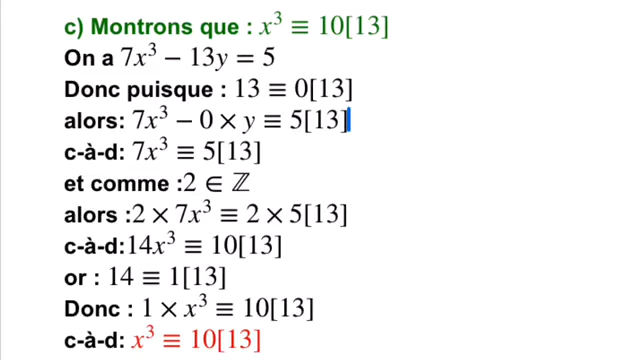 c) Montrons que : x³ ≡ 10[13]
On a 7x³ − 13y = 5
Donc puisque : 13 ≡ 0[13]
alors: 7x³ − 0 × y ≡ 5[13]
c-à-d: 7x³ ≡ 5[13]
et comme :2 ∈ ℤ
alors :2 × 7x³ ≡ 2 × 5[13]
c-à-d:14x³ ≡ 10[13]
or : 14 ≡ 1[13]
Donc : 1 × x³ ≡ 10[13]
c-à-d: x³ ≡ 10[13]